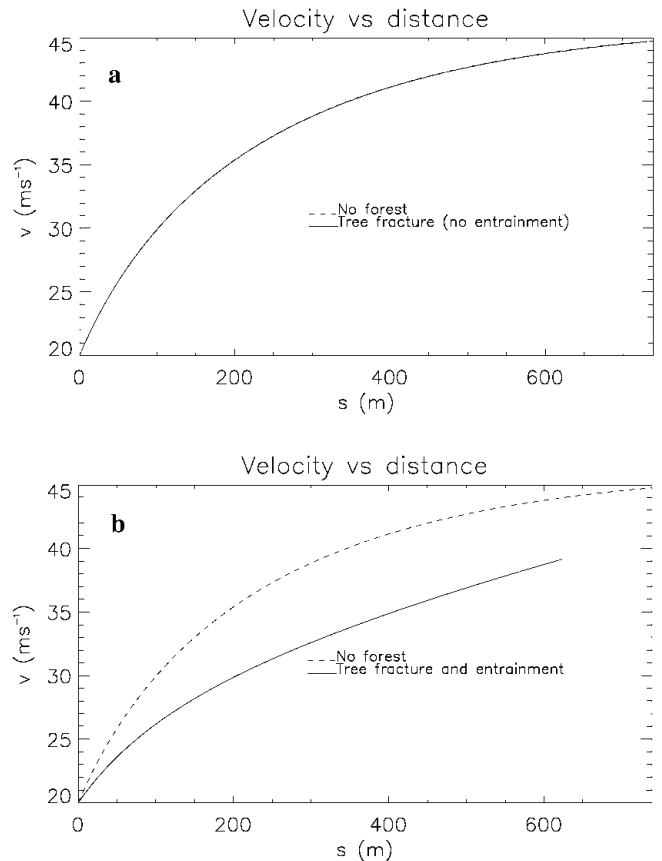 Velocity vs distance
45
a
40
35
v (ms⁻¹)
30
No forest
Tree fracture (no entrainment)
25
20
0 200 400 600
s (m)
Velocity vs distance
45
b
40
35
v (ms⁻¹)
30
No forest
Tree fracture and entrainment
25
20
0 200 400 600
s (m)